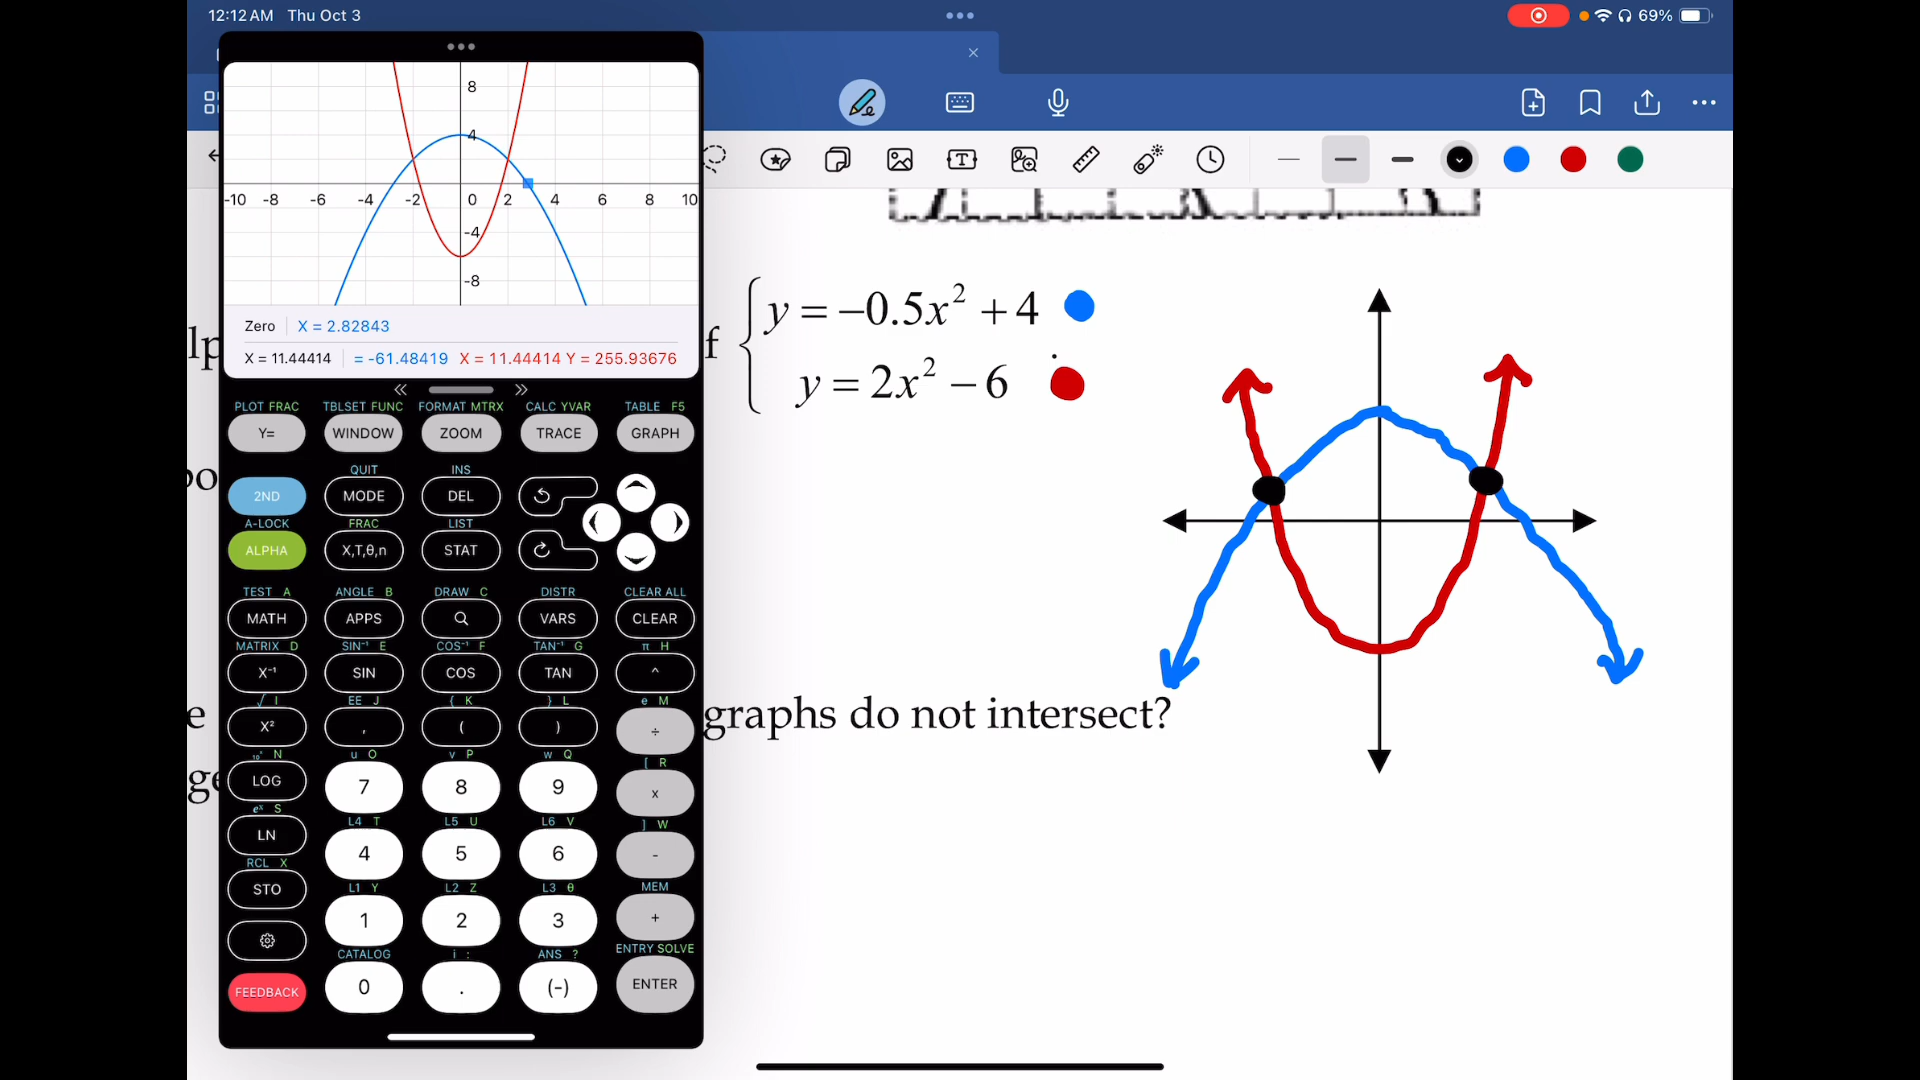 12:12 AM Thu Oct 3
69%
8
4
-10 -8 -6 -4 -2 0 2 4 6 8 10
-4
-8
Zero X = 2.82843
X = 11.44414 = -61.48419 X = 11.44414 Y = 255.93676
f { y = −0.5x² + 4
y = 2x² − 6
graphs do not intersect?
PLOT FRAC TBLSET FUNC FORMAT MTRX CALC YVAR TABLE F5
Y= WINDOW ZOOM TRACE GRAPH
QUIT INS
2ND MODE DEL
A-LOCK FRAC LIST
ALPHA X,T,θ,n STAT
TEST A ANGLE B DRAW C DISTR CLEAR ALL
MATH APPS VARS CLEAR
MATRIX D SIN⁻¹ E COS⁻¹ F TAN⁻¹ G π H
X⁻¹ SIN COS TAN ^
√ I EE J { K } L e M
X² , ( ) ÷
10ˣ N u O v P w Q [ R
LOG 7 8 9 x
eˣ S L4 T L5 U L6 V ] W
LN 4 5 6 -
RCL X L1 Y L2 Z L3 θ MEM
STO 1 2 3 +
CATALOG i : ANS ? ENTRY SOLVE
FEEDBACK 0 . (-) ENTER